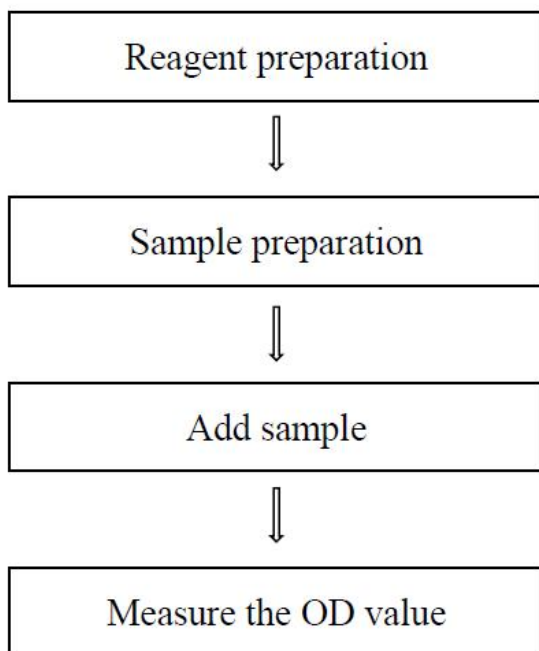 Reagent preparation
Sample preparation
Add sample
Measure the OD value